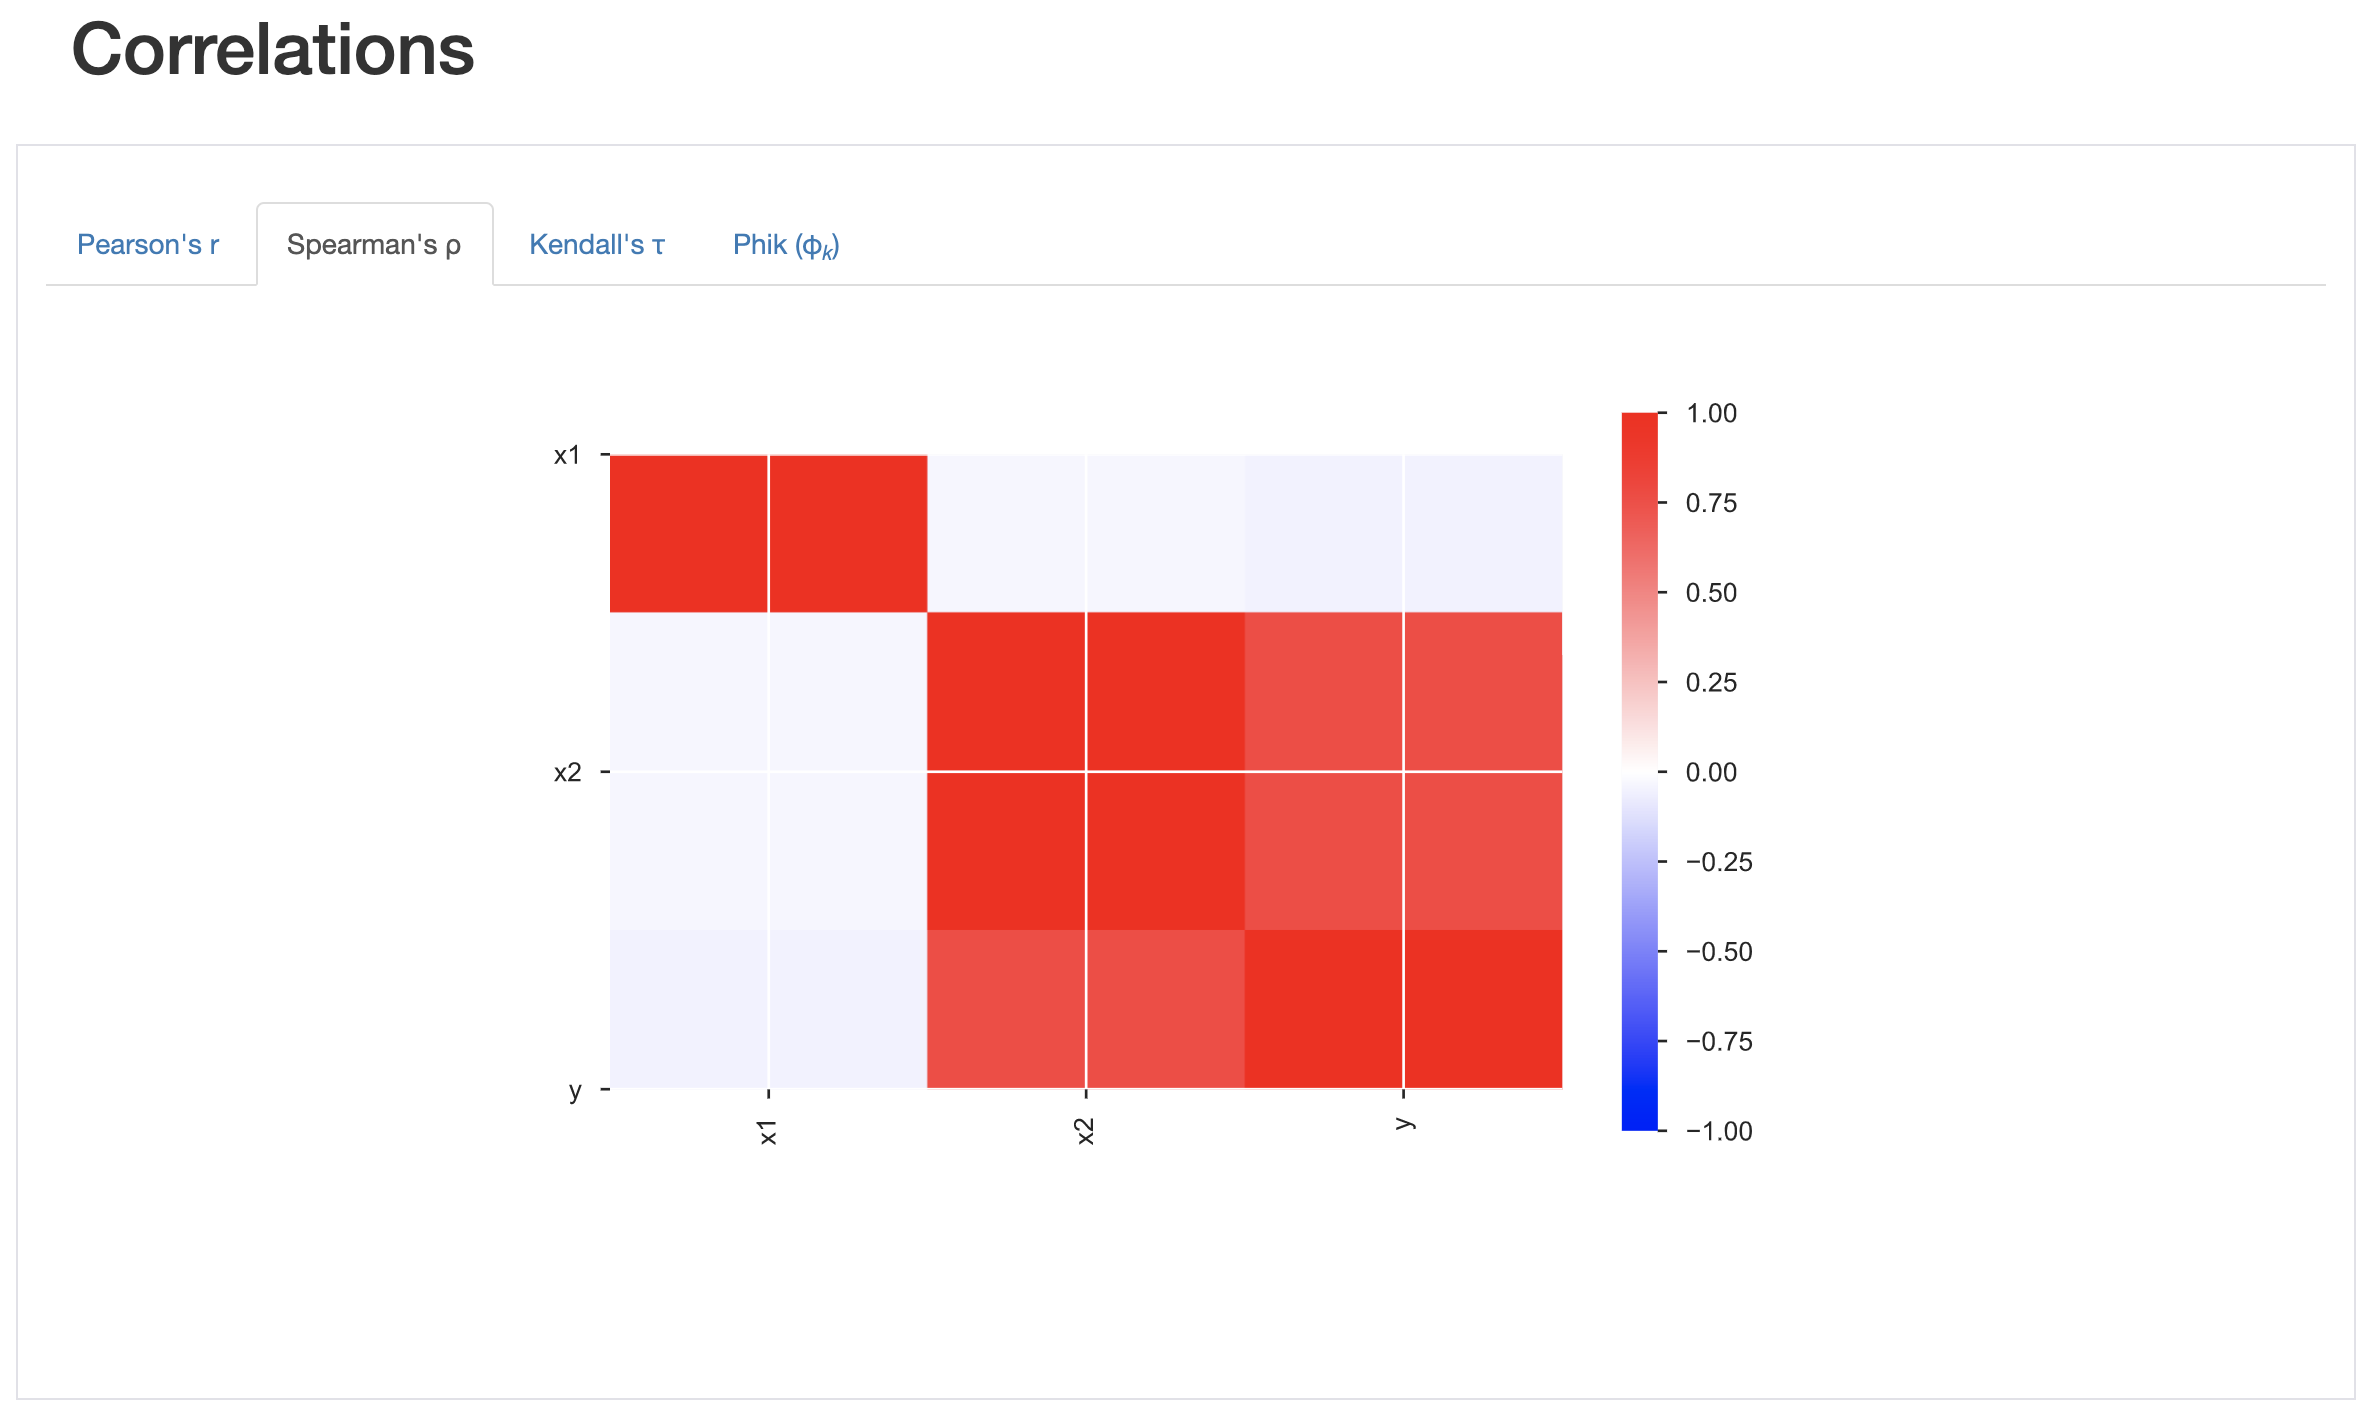 Correlations
Pearson's r Spearman's ρ Kendall's τ Phik (φk)
x1
x2
y
x1 x2 y
1.00
0.75
0.50
0.25
0.00
−0.25
−0.50
−0.75
−1.00